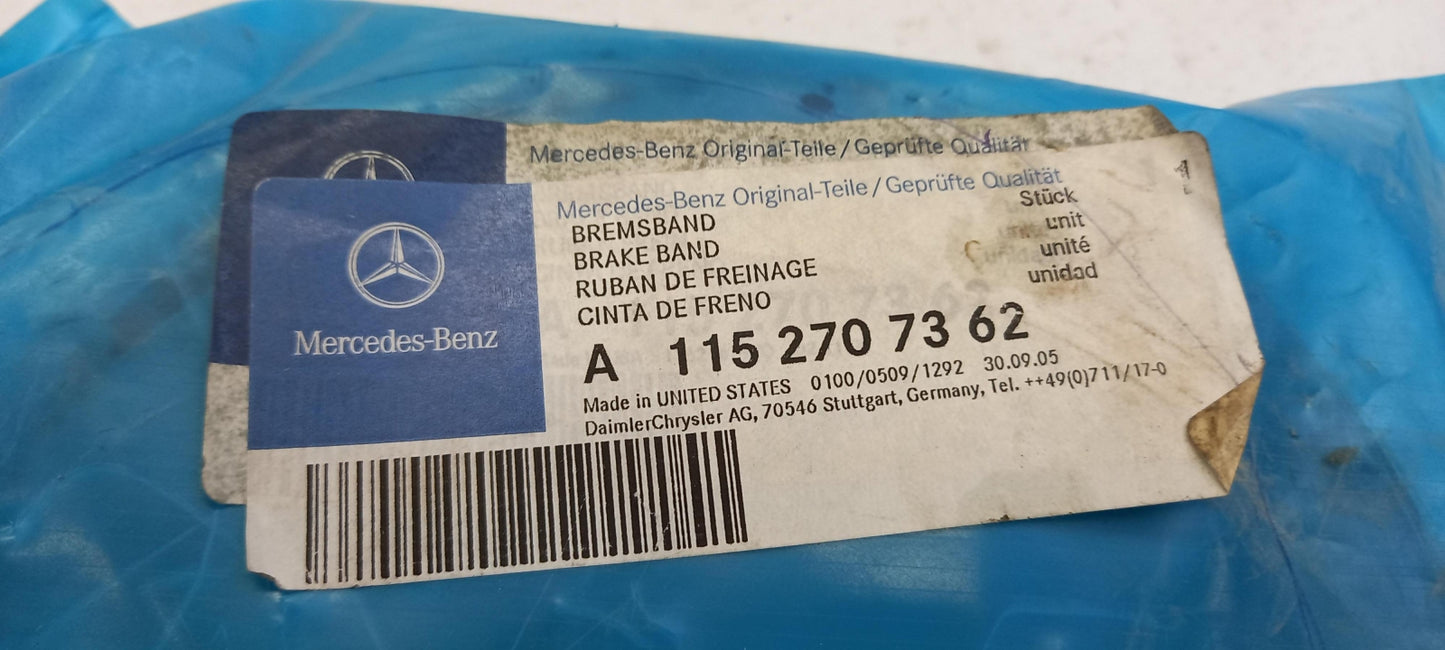 Mercedes-Benz Original-Teile / Geprüfte Qualität
Mercedes-Benz Original-Teile / Geprüfte Qualität
1
BREMSBAND Stück
BRAKE BAND unit
RUBAN DE FREINAGE unité
CINTA DE FRENO unidad
Mercedes-Benz
A 115 270 73 62
Made in UNITED STATES 0100/0509/1292 30.09.05
DaimlerChrysler AG, 70546 Stuttgart, Germany, Tel. ++49(0)711/17-0